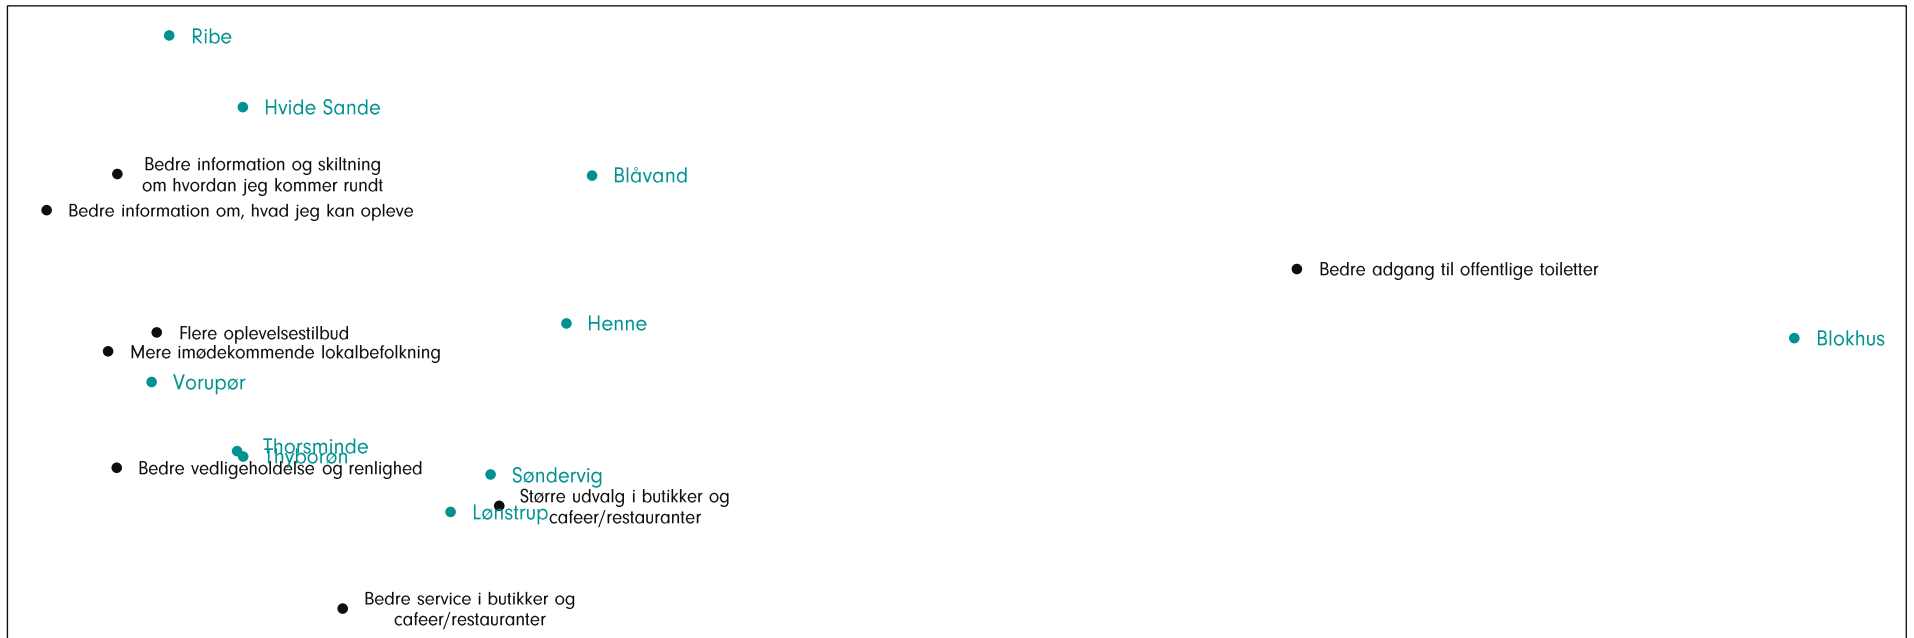 Ribe
Hvide Sande
Bedre information og skiltning
om hvordan jeg kommer rundt
Blåvand
Bedre information om, hvad jeg kan opleve
Bedre adgang til offentlige toiletter
Henne
Flere oplevelsestilbud
Blokhus
Mere imødekommende lokalbefolkning
Vorupør
Thorsminde
Thyborøn
Bedre vedligeholdelse og renlighed
Søndervig
Større udvalg i butikker og
cafeer/restauranter
Lønstrup
Bedre service i butikker og
cafeer/restauranter